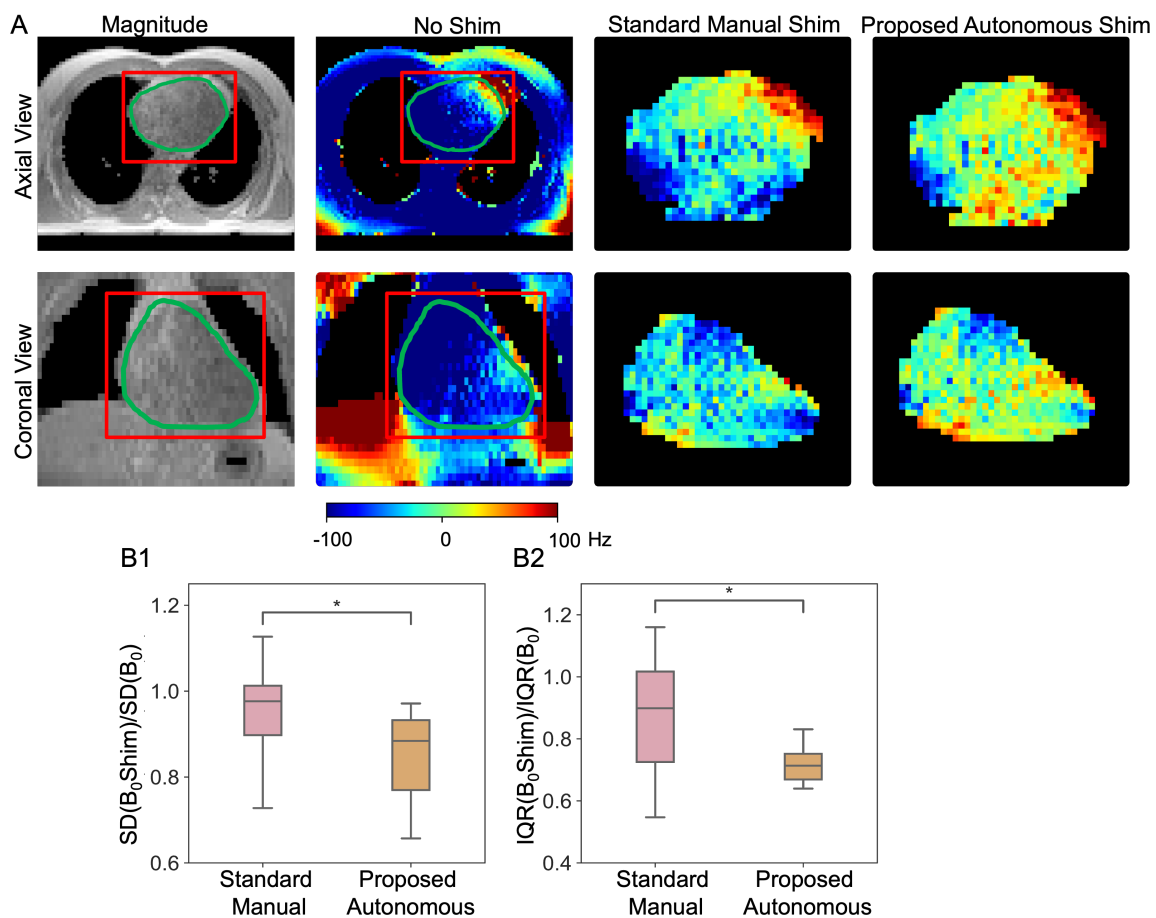 A
Magnitude
No Shim
Standard Manual Shim
Proposed Autonomous Shim
Axial View
Coronal View
-100
0
100 Hz
B1
B2
SD(B₀Shim)/SD(B₀)
1.2
1.0
0.8
0.6
*
Standard
Manual
Proposed
Autonomous
IQR(B₀Shim)/IQR(B₀)
1.2
1.0
0.8
0.6
0.4
*
Standard
Manual
Proposed
Autonomous